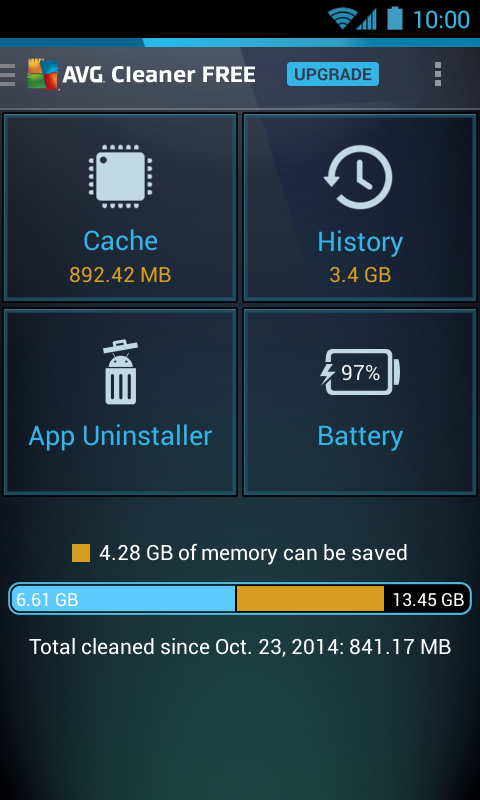 10:00
AVG Cleaner FREE UPGRADE
Cache
892.42 MB
History
3.4 GB
App Uninstaller
97%
Battery
4.28 GB of memory can be saved
6.61 GB 13.45 GB
Total cleaned since Oct. 23, 2014: 841.17 MB